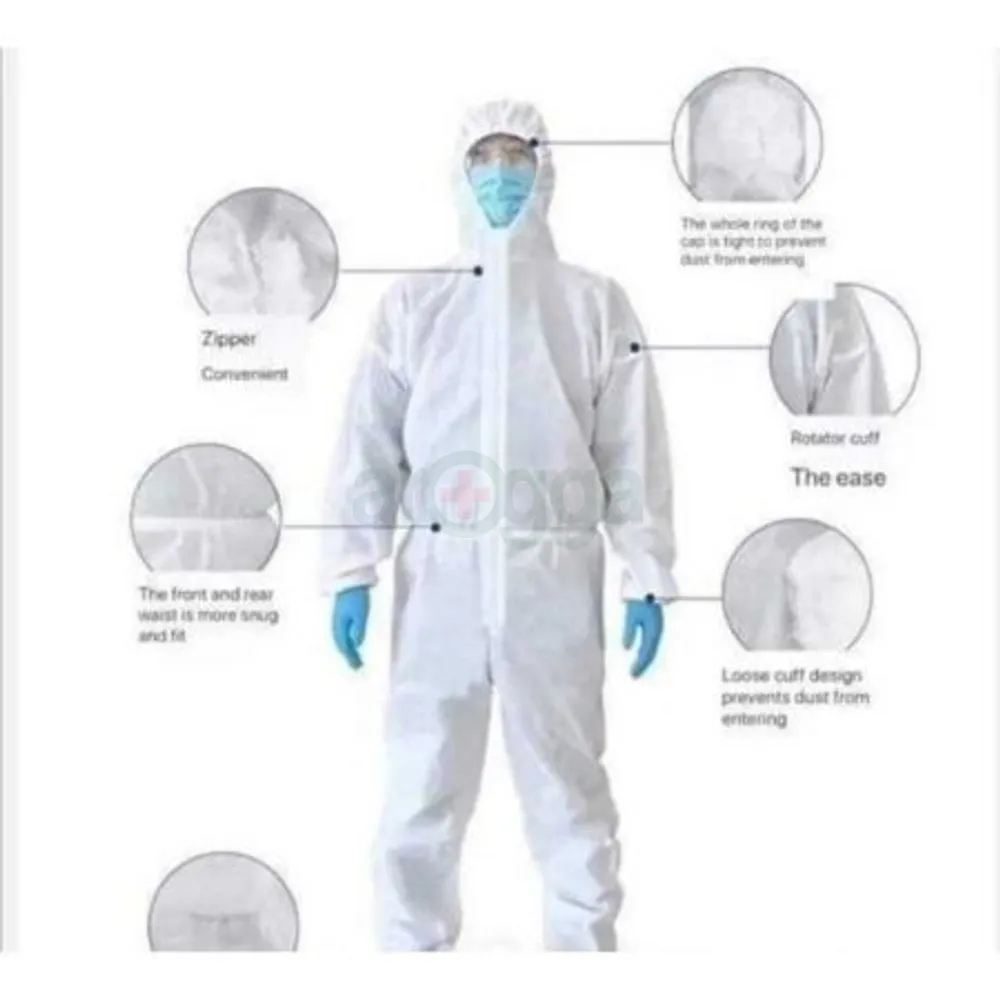 The whole ring of the
cap is tight to prevent
dust from entering
Zipper
Convenient
Rotator cuff
The ease
arogga
The front and rear
waist is more snug
and fit
Loose cuff design
prevents dust from
entering